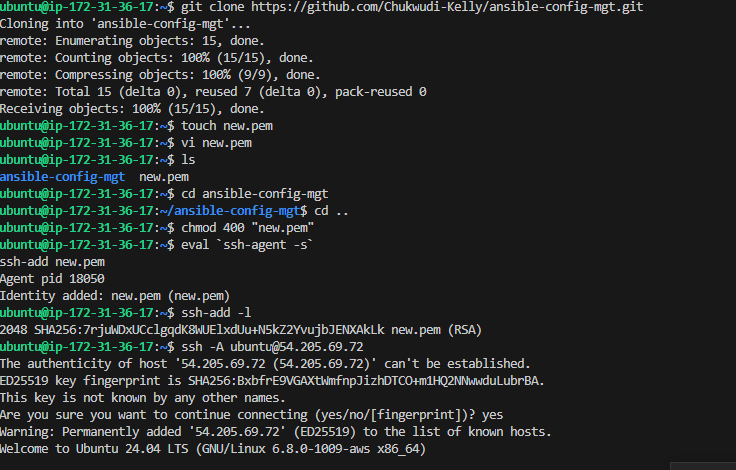 ubuntu@ip-172-31-36-17:~$ git clone https://github.com/Chukwudi-Kelly/ansible-config-mgt.git
Cloning into 'ansible-config-mgt'...
remote: Enumerating objects: 15, done.
remote: Counting objects: 100% (15/15), done.
remote: Compressing objects: 100% (9/9), done.
remote: Total 15 (delta 0), reused 7 (delta 0), pack-reused 0
Receiving objects: 100% (15/15), done.
ubuntu@ip-172-31-36-17:~$ touch new.pem
ubuntu@ip-172-31-36-17:~$ vi new.pem
ubuntu@ip-172-31-36-17:~$ ls
ansible-config-mgt  new.pem
ubuntu@ip-172-31-36-17:~$ cd ansible-config-mgt
ubuntu@ip-172-31-36-17:~/ansible-config-mgt$ cd ..
ubuntu@ip-172-31-36-17:~$ chmod 400 "new.pem"
ubuntu@ip-172-31-36-17:~$ eval `ssh-agent -s`
ssh-add new.pem
Agent pid 18050
Identity added: new.pem (new.pem)
ubuntu@ip-172-31-36-17:~$ ssh-add -l
2048 SHA256:7rjuWDxUCclgqdK8WUElxdUu+N5kZ2YvujbJENXAkLk new.pem (RSA)
ubuntu@ip-172-31-36-17:~$ ssh -A ubuntu@54.205.69.72
The authenticity of host '54.205.69.72 (54.205.69.72)' can't be established.
ED25519 key fingerprint is SHA256:BxbfrE9VGAXtWmfnpJizhDTCO+m1HQ2NNwwduLubrBA.
This key is not known by any other names.
Are you sure you want to continue connecting (yes/no/[fingerprint])? yes
Warning: Permanently added '54.205.69.72' (ED25519) to the list of known hosts.
Welcome to Ubuntu 24.04 LTS (GNU/Linux 6.8.0-1009-aws x86_64)